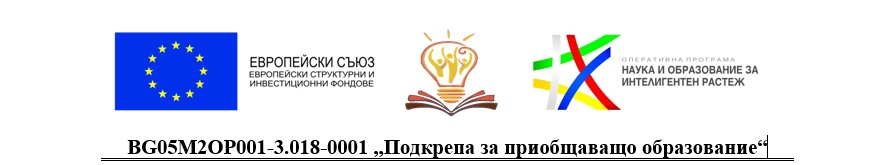 ЕВРОПЕЙСКИ СЪЮЗ
ЕВРОПЕЙСКИ СТРУКТУРНИ И
ИНВЕСТИЦИОННИ ФОНДОВЕ
ОПЕРАТИВНА ПРОГРАМА
НАУКА И ОБРАЗОВАНИЕ ЗА
ИНТЕЛИГЕНТЕН РАСТЕЖ
BG05M2OP001-3.018-0001 „Подкрепа за приобщаващо образование“